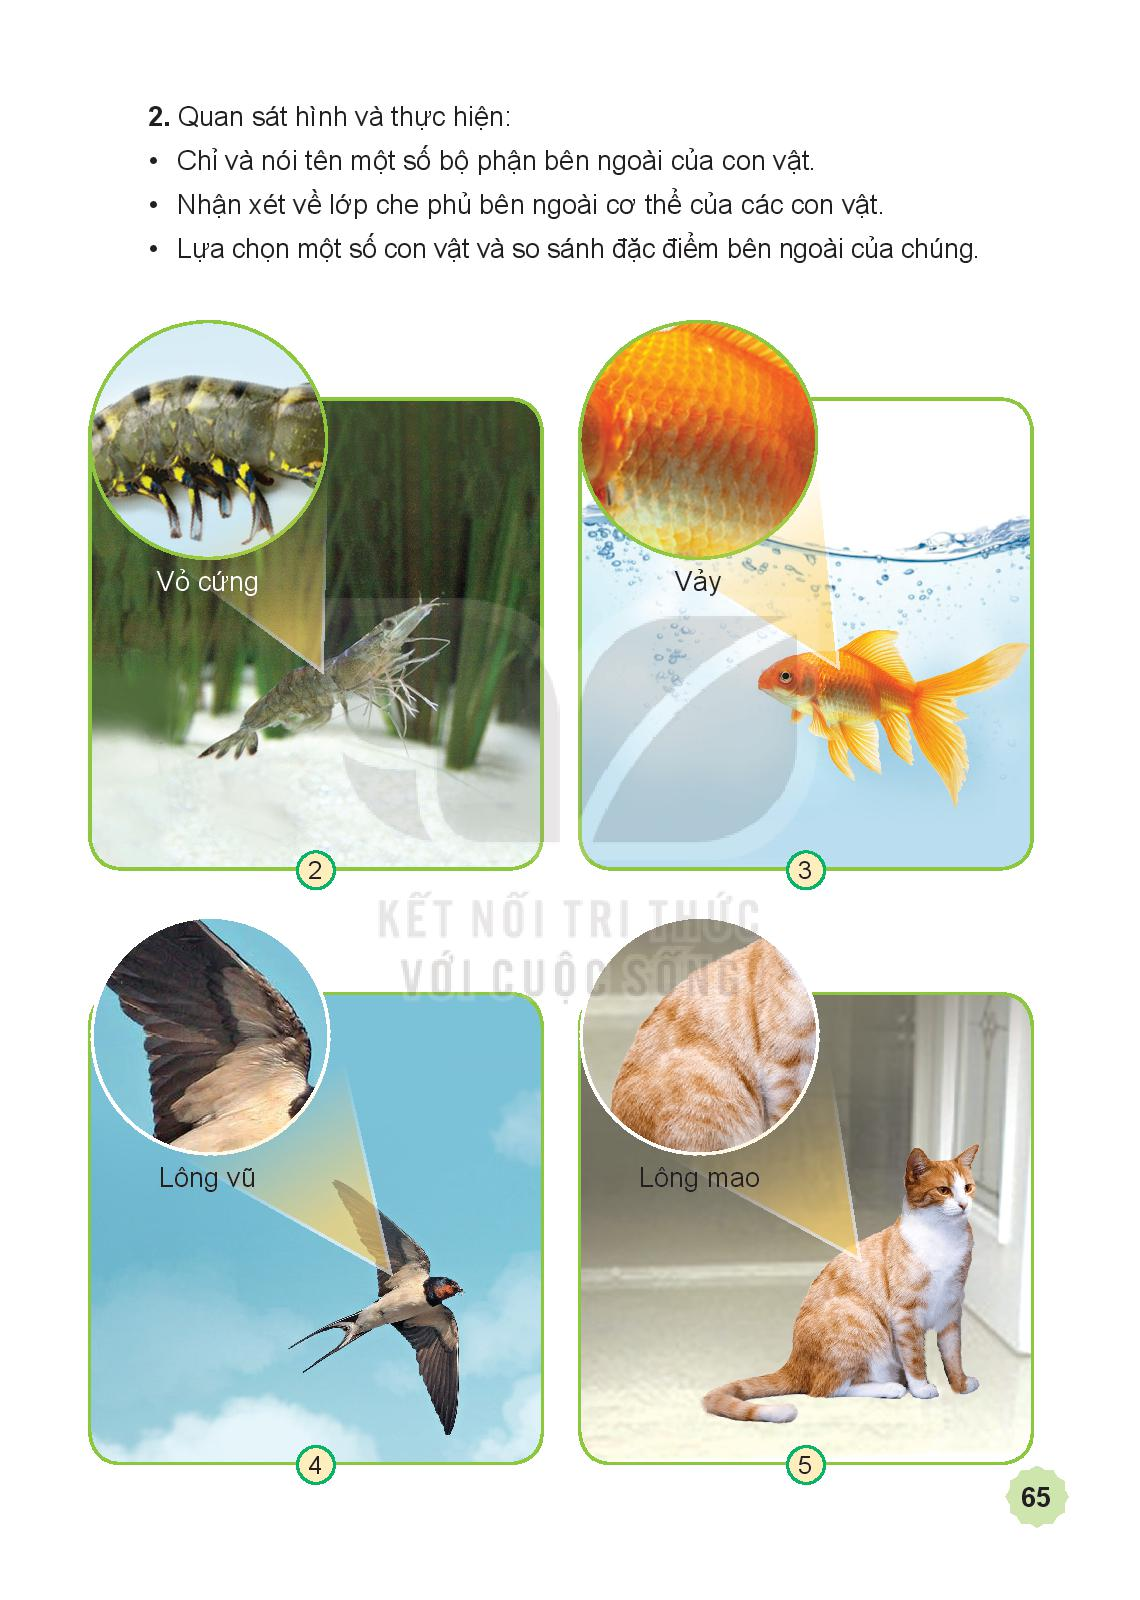 2. Quan sát hình và thực hiện:
• Chỉ và nói tên một số bộ phận bên ngoài của con vật.
• Nhận xét về lớp che phủ bên ngoài cơ thể của các con vật.
• Lựa chọn một số con vật và so sánh đặc điểm bên ngoài của chúng.
Vỏ cứng
Vảy
2
3
KẾT NỐI TRI THỨC
VỚI CUỘC SỐNG
Lông vũ
Lông mao
4
5
65